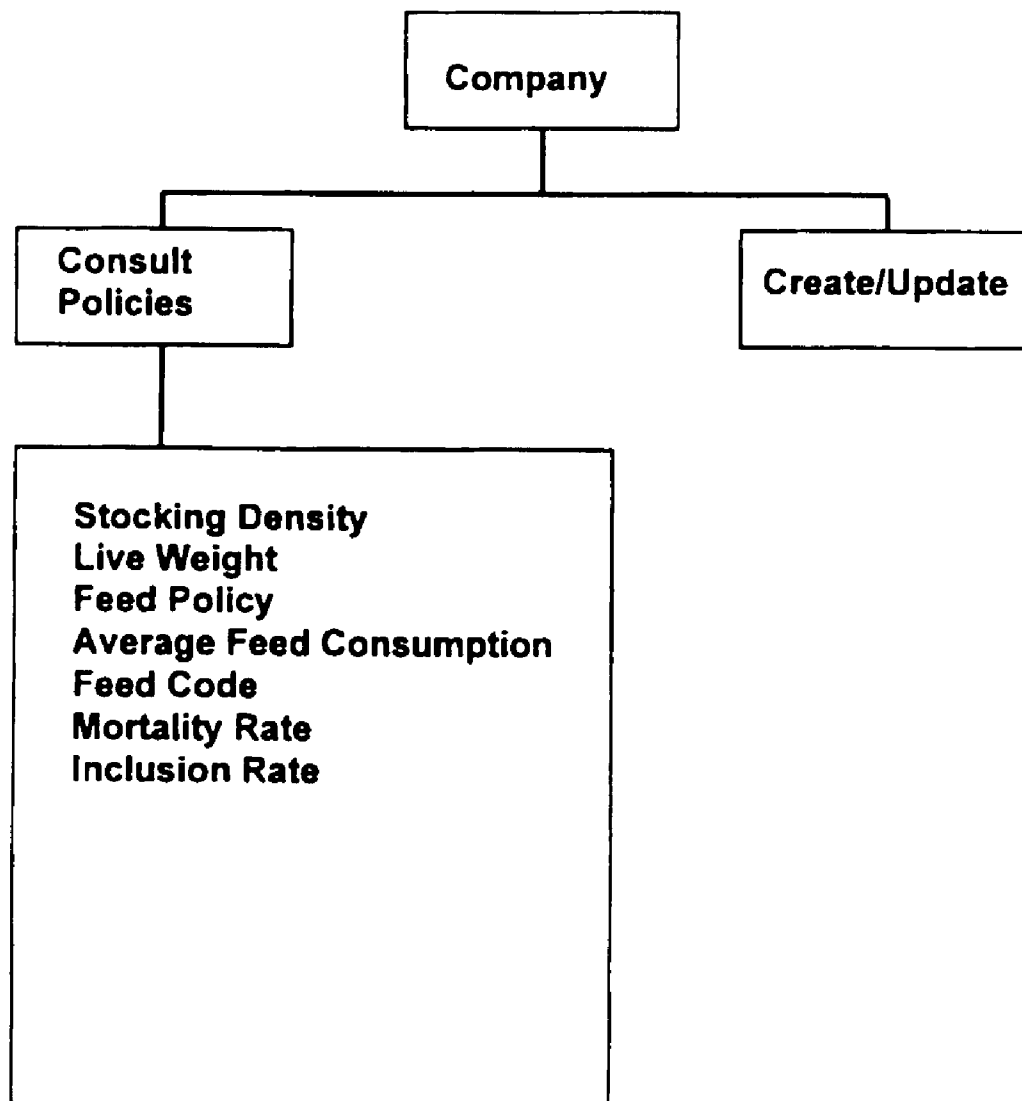 Company
Consult
Policies
Create/Update
Stocking Density
Live Weight
Feed Policy
Average Feed Consumption
Feed Code
Mortality Rate
Inclusion Rate